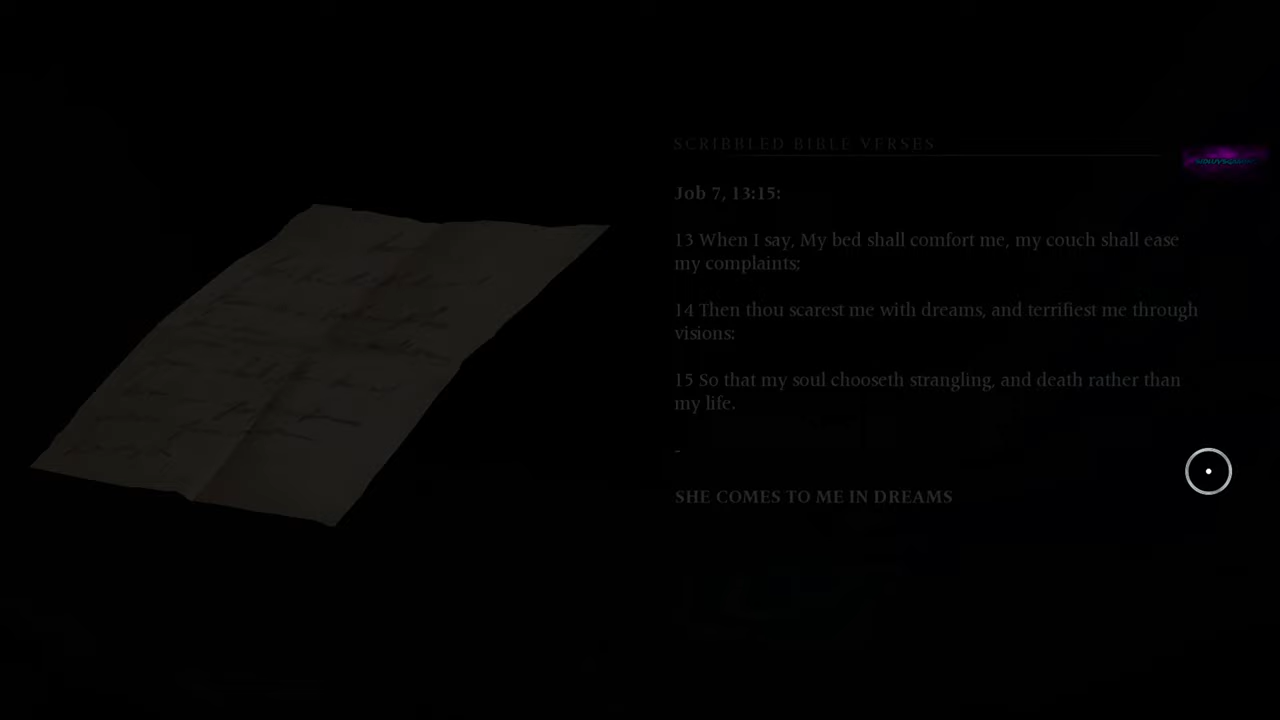 SCRIBBLED BIBLE VERSES
Job 7, 13:15:
13 When I say, My bed shall comfort me, my couch shall ease
my complaints;
14 Then thou scarest me with dreams, and terrifiest me through
visions:
15 So that my soul chooseth strangling, and death rather than
my life.
-
SHE COMES TO ME IN DREAMS